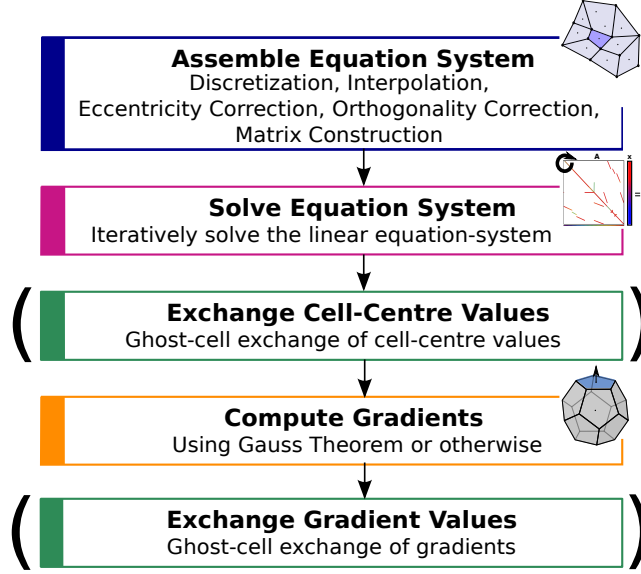 Assemble Equation System
Discretization, Interpolation,
Eccentricity Correction, Orthogonality Correction,
Matrix Construction
A x
=
Solve Equation System
Iteratively solve the linear equation-system
( Exchange Cell-Centre Values )
Ghost-cell exchange of cell-centre values
Compute Gradients
Using Gauss Theorem or otherwise
( Exchange Gradient Values )
Ghost-cell exchange of gradients